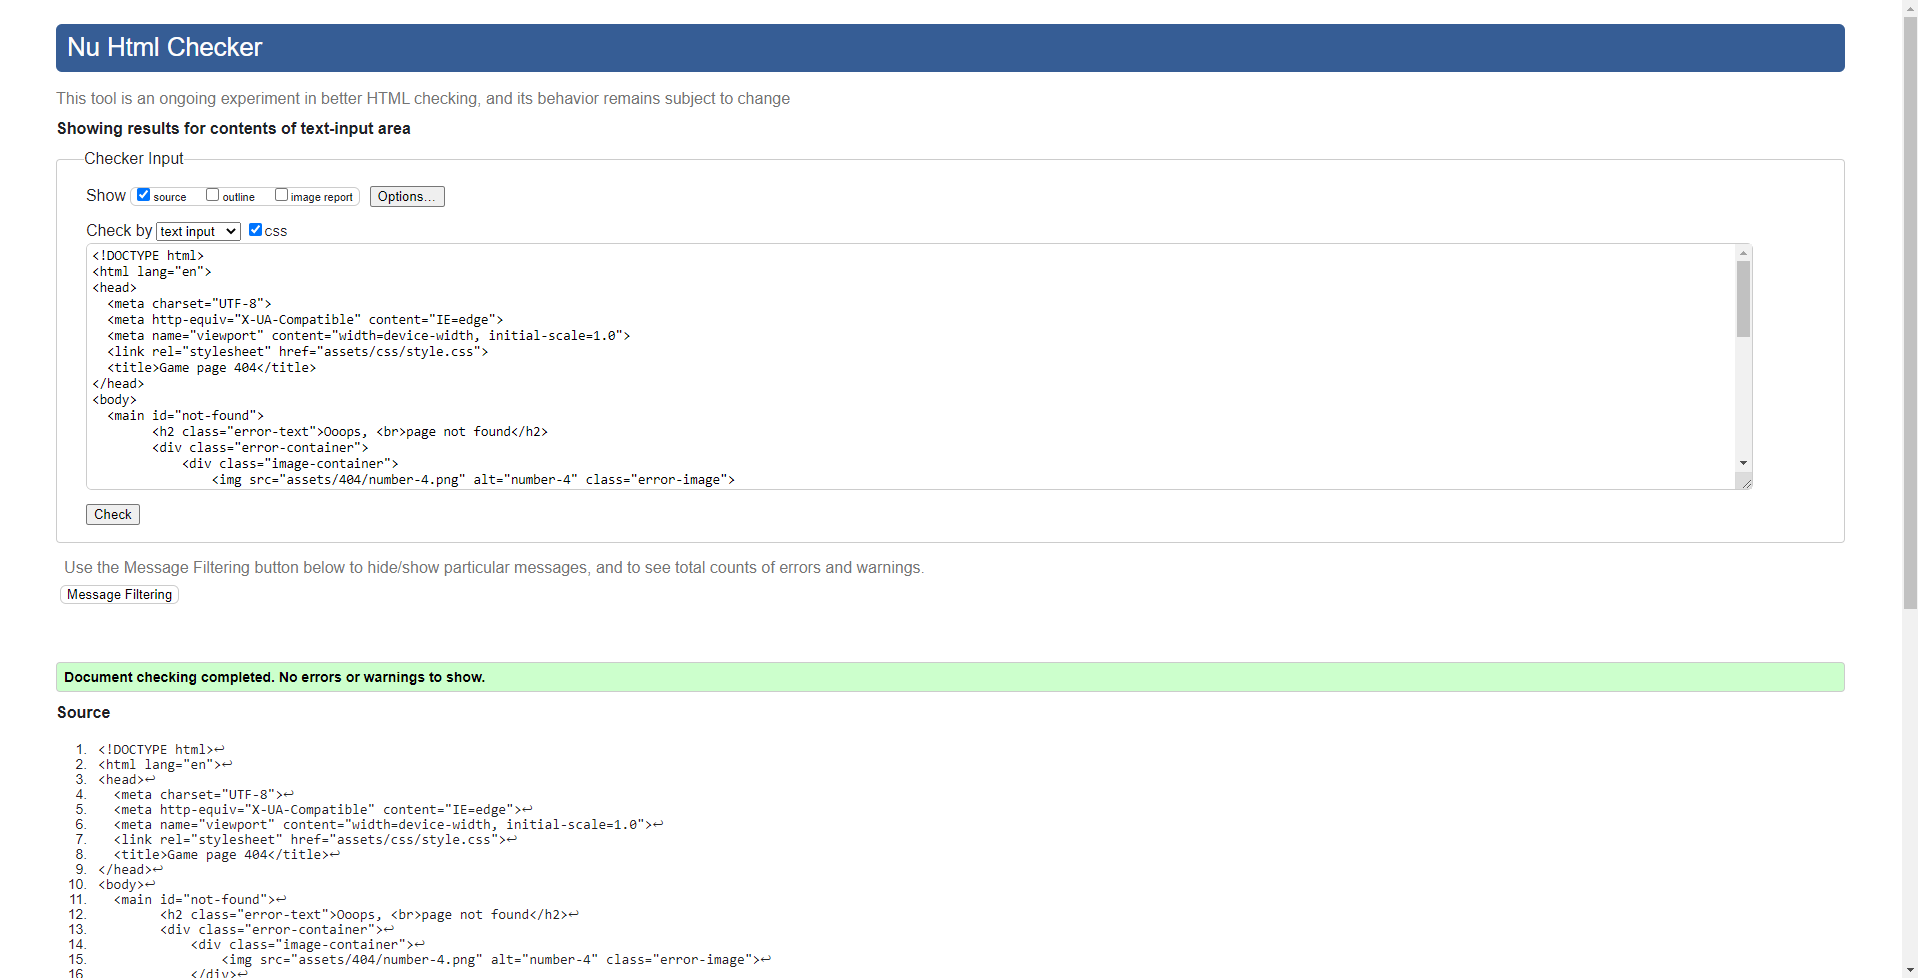 Nu Html Checker
This tool is an ongoing experiment in better HTML checking, and its behavior remains subject to change
Showing results for contents of text-input area
Checker Input
Show source outline image report Options...
Check by text input css
<!DOCTYPE html>
<html lang="en">
<head>
  <meta charset="UTF-8">
  <meta http-equiv="X-UA-Compatible" content="IE=edge">
  <meta name="viewport" content="width=device-width, initial-scale=1.0">
  <link rel="stylesheet" href="assets/css/style.css">
  <title>Game page 404</title>
</head>
<body>
  <main id="not-found">
        <h2 class="error-text">Ooops, <br>page not found</h2>
        <div class="error-container">
            <div class="image-container">
                <img src="assets/404/number-4.png" alt="number-4" class="error-image">
Check
Use the Message Filtering button below to hide/show particular messages, and to see total counts of errors and warnings.
Message Filtering
Document checking completed. No errors or warnings to show.
Source
1. <!DOCTYPE html>↩
2. <html lang="en">↩
3. <head>↩
4.   <meta charset="UTF-8">↩
5.   <meta http-equiv="X-UA-Compatible" content="IE=edge">↩
6.   <meta name="viewport" content="width=device-width, initial-scale=1.0">↩
7.   <link rel="stylesheet" href="assets/css/style.css">↩
8.   <title>Game page 404</title>↩
9. </head>↩
10. <body>↩
11.   <main id="not-found">↩
12.         <h2 class="error-text">Ooops, <br>page not found</h2>↩
13.         <div class="error-container">↩
14.             <div class="image-container">↩
15.                 <img src="assets/404/number-4.png" alt="number-4" class="error-image">↩
16.             </div>↩